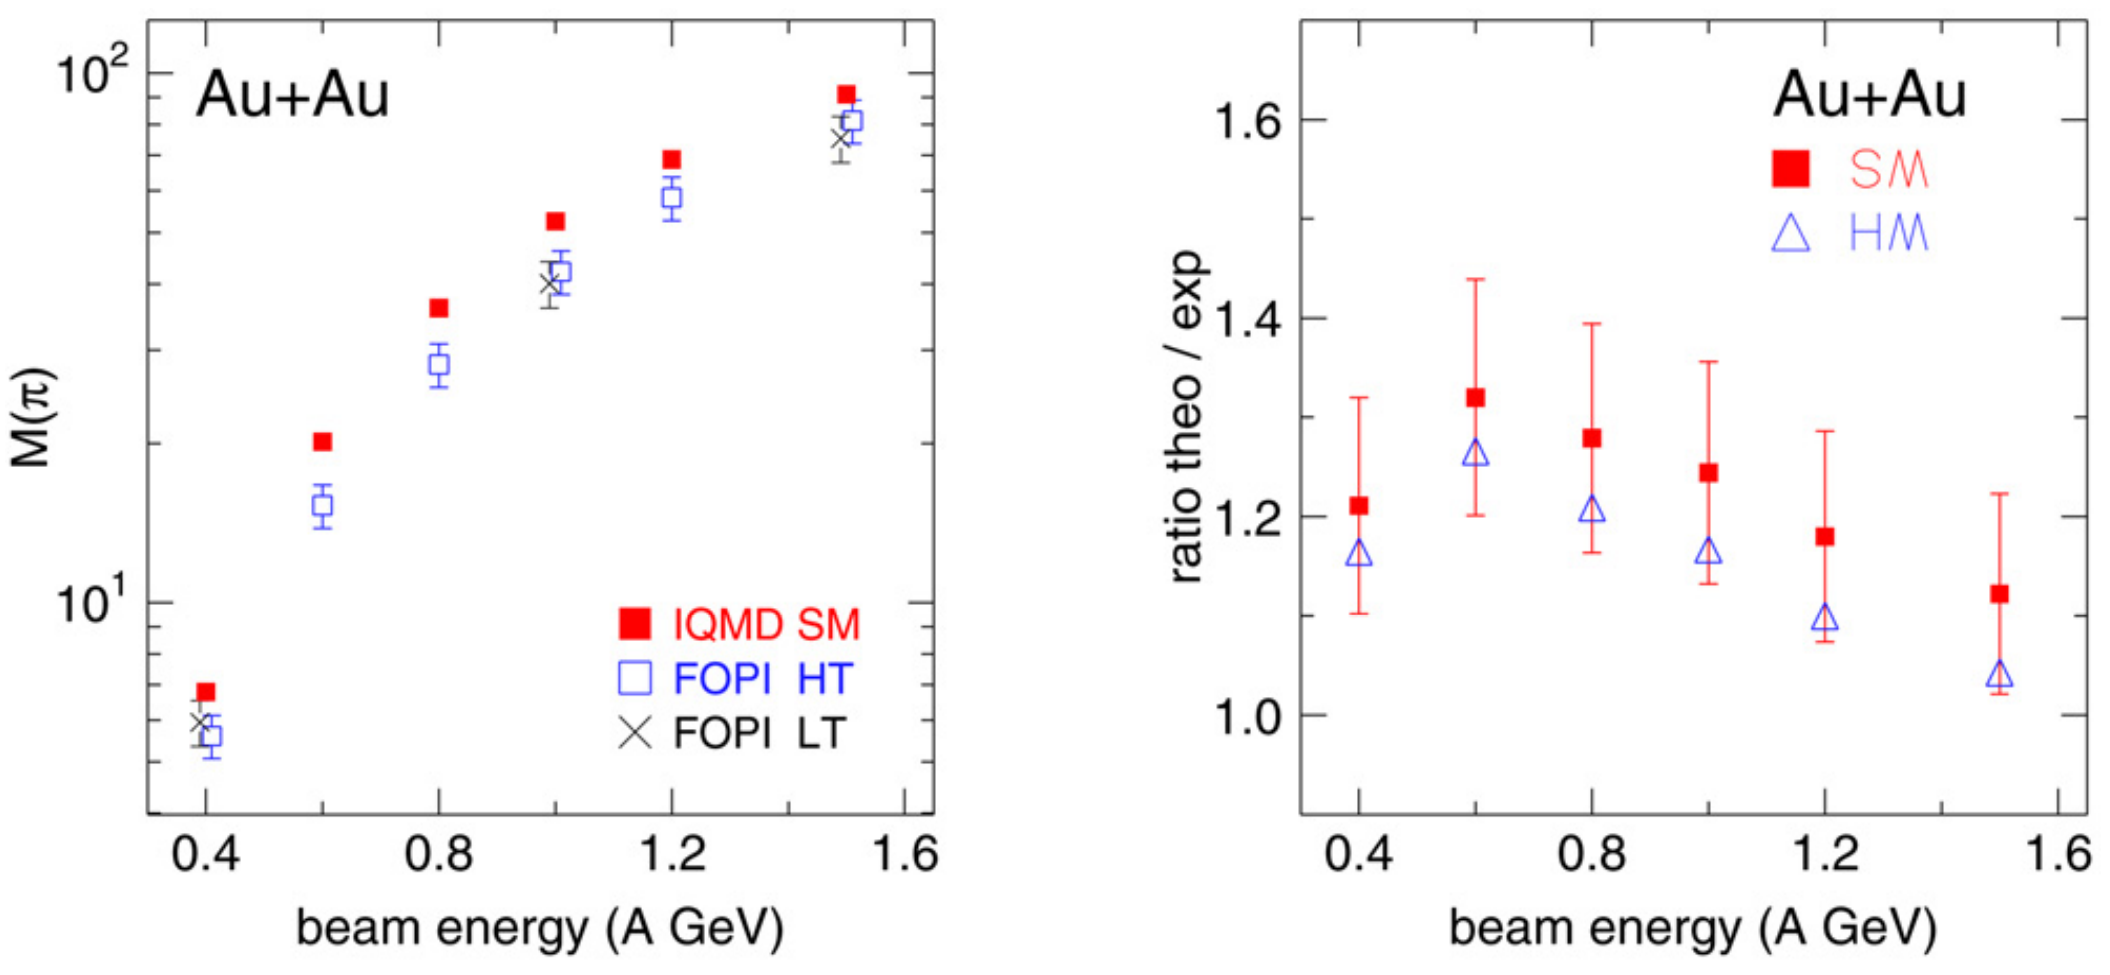 Au+Au
10²
10¹
M(π)
IQMD SM
FOPI HT
FOPI LT
0.4 0.8 1.2 1.6
beam energy (A GeV)
Au+Au
SM
HM
1.6
1.4
1.2
1.0
ratio theo / exp
0.4 0.8 1.2 1.6
beam energy (A GeV)